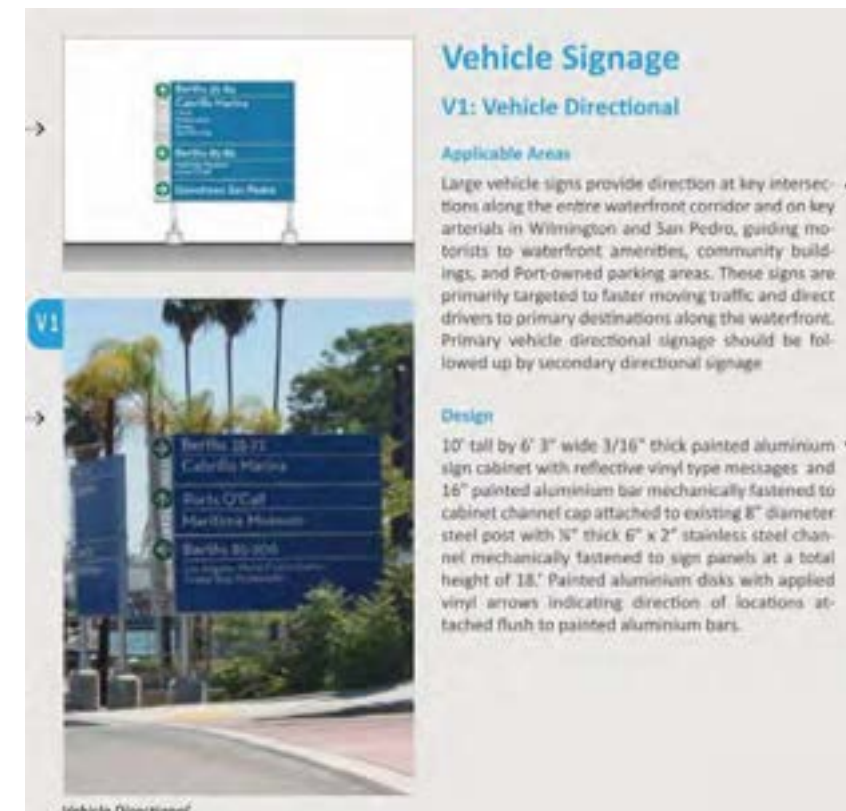 Vehicle Signage
V1: Vehicle Directional
Applicable Areas
Large vehicle signs provide direction at key intersec-
tions along the entire waterfront corridor and on key
arterials in Wilmington and San Pedro, guiding mo-
torists to waterfront amenities, community build-
ings, and Port-owned parking areas. These signs are
primarily targeted to faster moving traffic and direct
drivers to primary destinations along the waterfront.
Primary vehicle directional signage should be fol-
lowed up by secondary directional signage
Design
10' tall by 6' 3" wide 3/16" thick painted aluminium
sign cabinet with reflective vinyl type messages and
16" painted aluminium bar mechanically fastened to
cabinet channel cap attached to existing 8" diameter
steel post with ¼" thick 6" x 2" stainless steel chan-
nel mechanically fastened to sign panels at a total
height of 18.' Painted aluminium disks with applied
vinyl arrows indicating direction of locations at-
tached flush to painted aluminium bars.
Berths
Cabrillo Marina
Berths
Downtown San Pedro
V1
Berths
Cabrillo Marina
Ports O'Call
Maritime Museum
Berths
Vehicle Directional